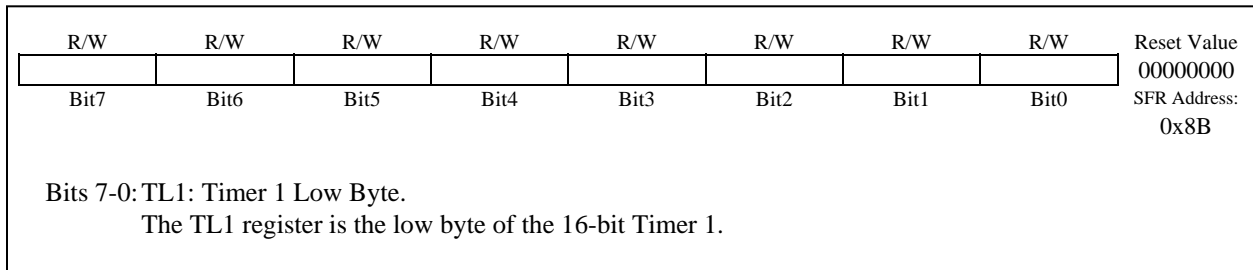 R/W R/W R/W R/W R/W R/W R/W R/W Reset Value
00000000
Bit7 Bit6 Bit5 Bit4 Bit3 Bit2 Bit1 Bit0 SFR Address:
0x8B
Bits 7-0: TL1: Timer 1 Low Byte.
The TL1 register is the low byte of the 16-bit Timer 1.